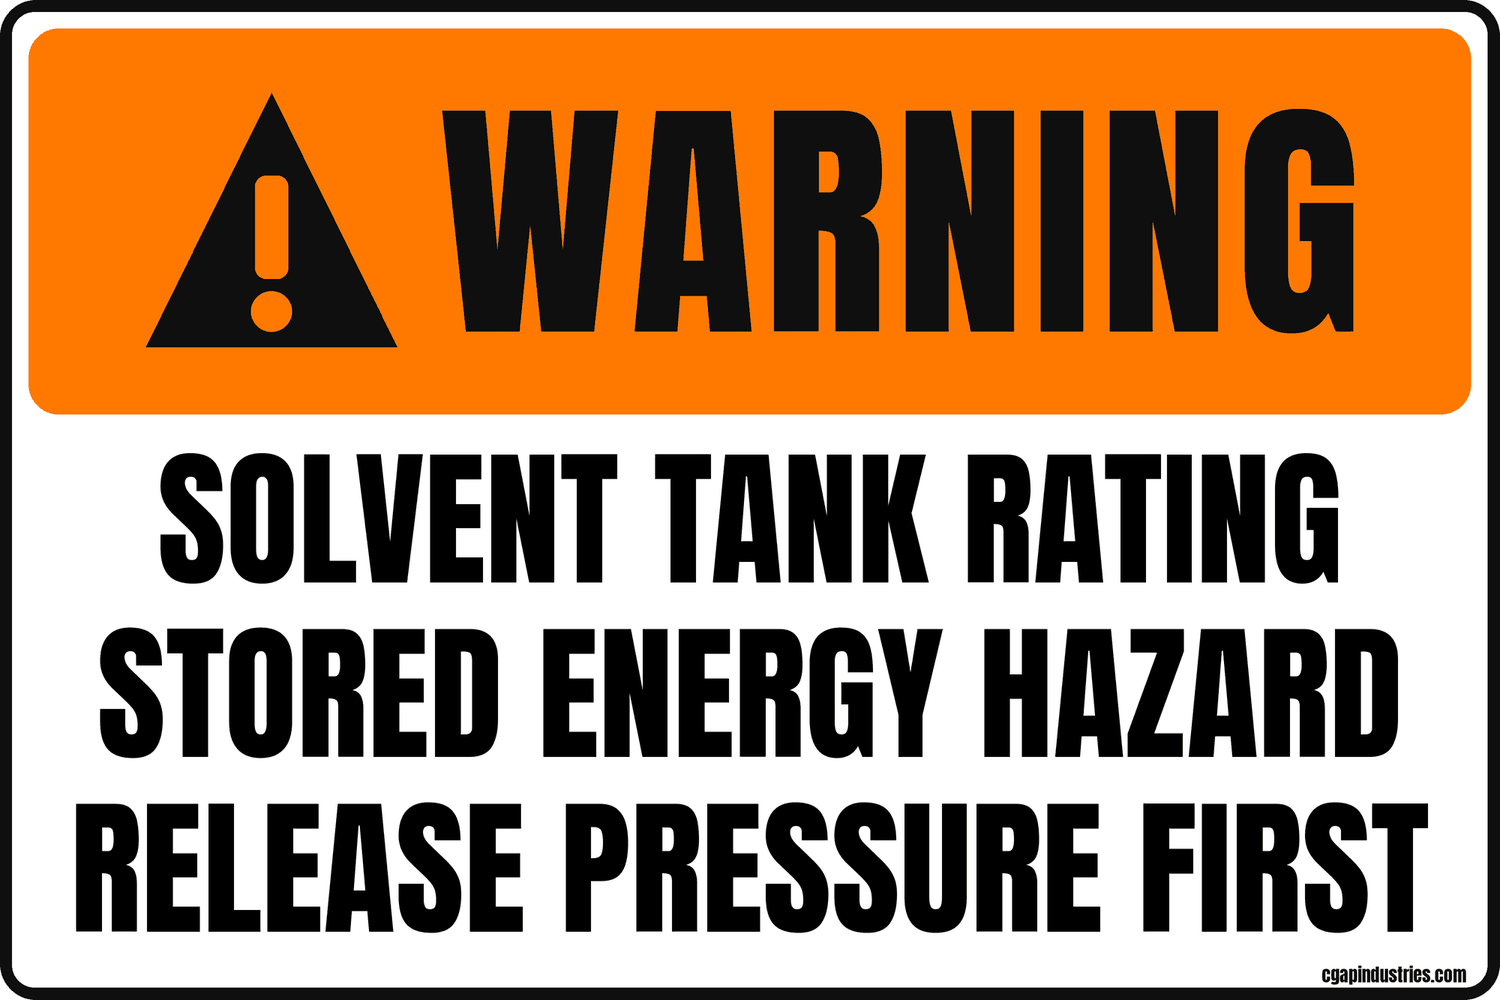 WARNING
SOLVENT TANK RATING
STORED ENERGY HAZARD
RELEASE PRESSURE FIRST
cgapindustries.com